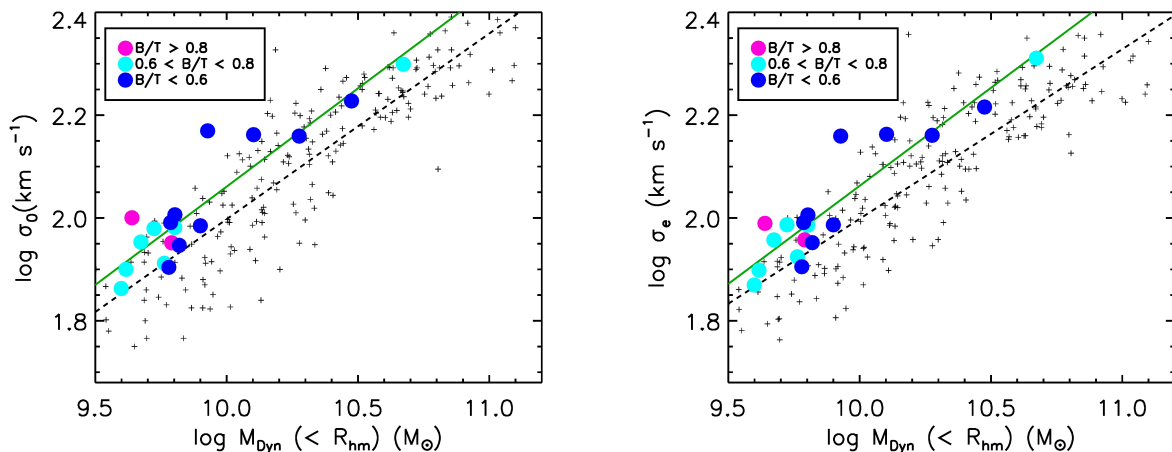 2.4
2.2
2.0
1.8
log σ0(km s−1)
B/T > 0.8
0.6 < B/T < 0.8
B/T < 0.6
9.5 10.0 10.5 11.0
log MDyn (< Rhm) (M⊙)
2.4
2.2
2.0
1.8
log σe (km s−1)
B/T > 0.8
0.6 < B/T < 0.8
B/T < 0.6
9.5 10.0 10.5 11.0
log MDyn (< Rhm) (M⊙)